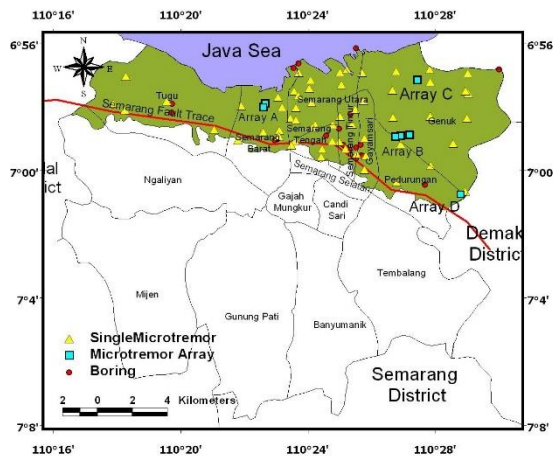 110°16' 110°20' 110°24' 110°28'
6°56' 6°56'
Java Sea
N
W E
S
Tugu
Array A
Semarang Utara
Array C
Genuk
Semarang Fault Trace
Semarang
Tengah
Semarang
Barat
Semarang Timur
Gayamsari
Array B
7°00' 7°00'
Ngaliyan
Semarang Selatan
Pedurungan
Gajah
Mungkur
Candi
Sari
Array D
Demak
District
Tembalang
7°4' 7°4'
Mijen
Gunung Pati
Banyumanik
SingleMicrotremor
Microtremor Array
Boring
Semarang
District
2 0 2 4 Kilometers
7°8' 7°8'
110°16' 110°20' 110°24' 110°28'